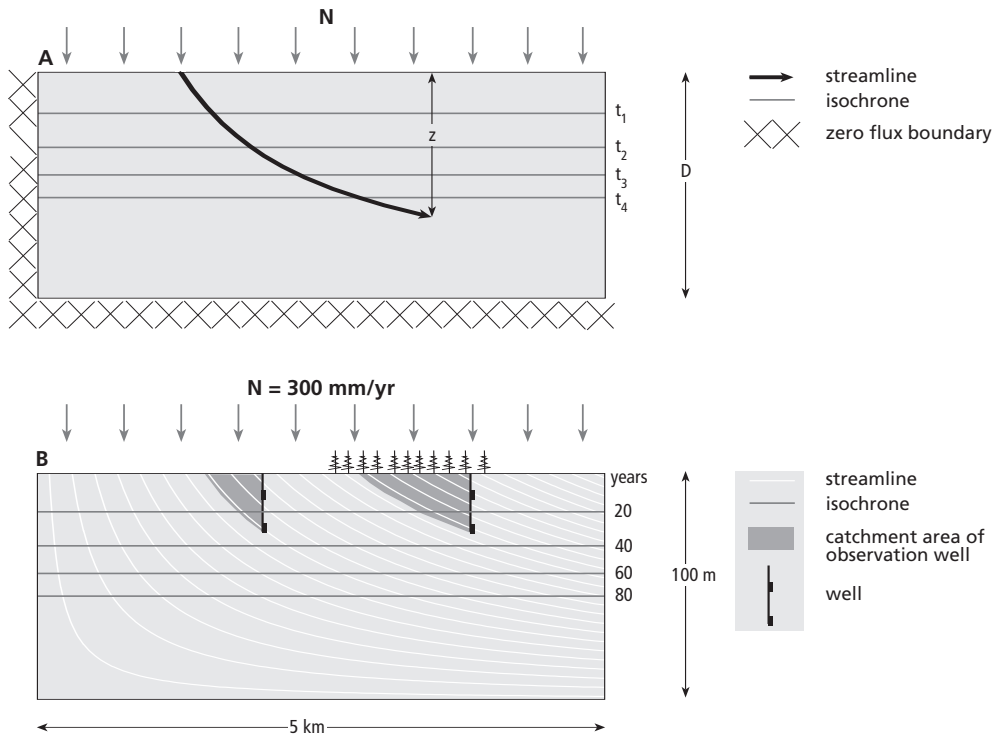 N
A
streamline
isochrone
zero flux boundary
t1
z
t2
D
t3
t4
N = 300 mm/yr
B
years
streamline
isochrone
20
catchment area of
observation well
40
60
100 m
80
well
5 km